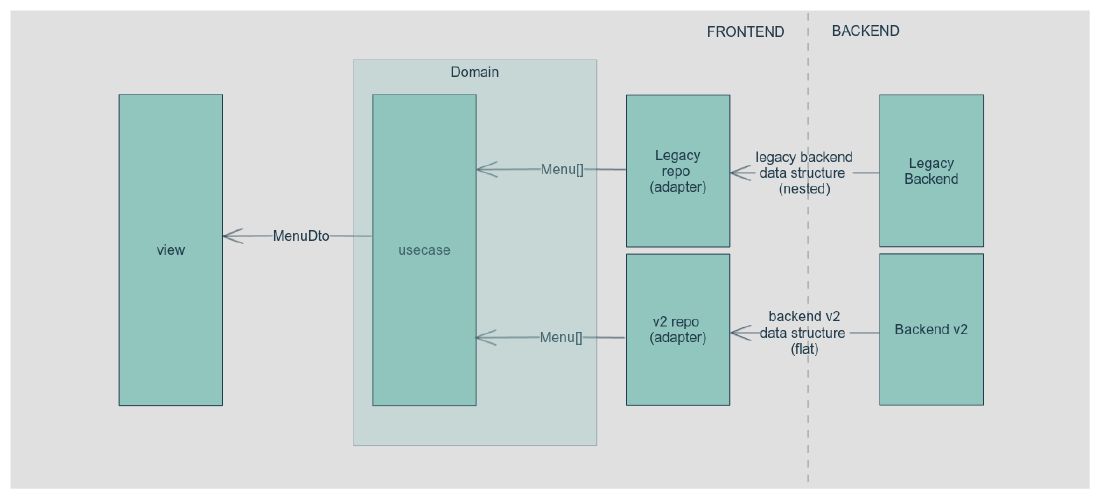 FRONTEND
BACKEND
Domain
view
MenuDto
usecase
Menu[]
Legacy
repo
(adapter)
legacy backend
data structure
(nested)
Legacy
Backend
Menu[]
v2 repo
(adapter)
backend v2
data structure
(flat)
Backend v2